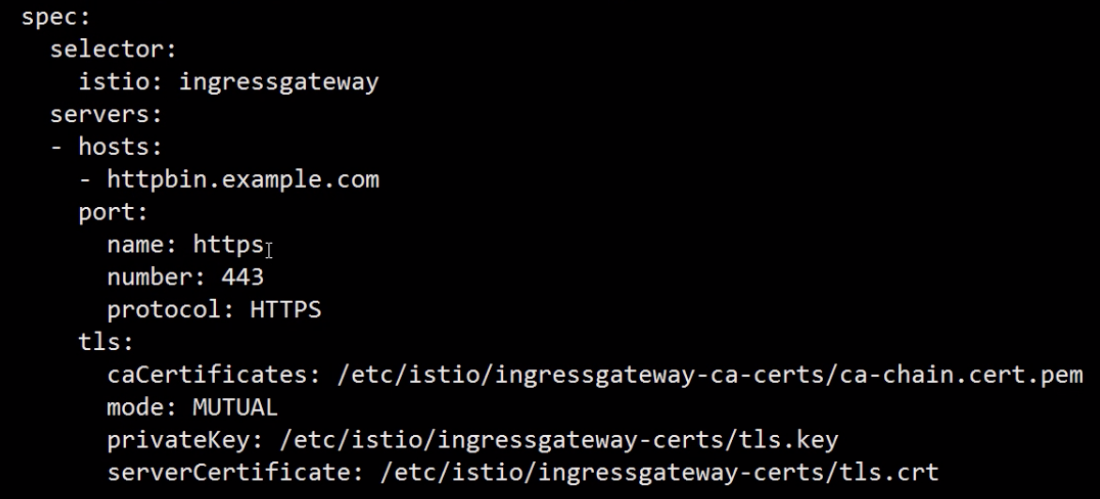 spec:
  selector:
    istio: ingressgateway
  servers:
  - hosts:
    - httpbin.example.com
    port:
      name: https
      number: 443
      protocol: HTTPS
    tls:
      caCertificates: /etc/istio/ingressgateway-ca-certs/ca-chain.cert.pem
      mode: MUTUAL
      privateKey: /etc/istio/ingressgateway-certs/tls.key
      serverCertificate: /etc/istio/ingressgateway-certs/tls.crt